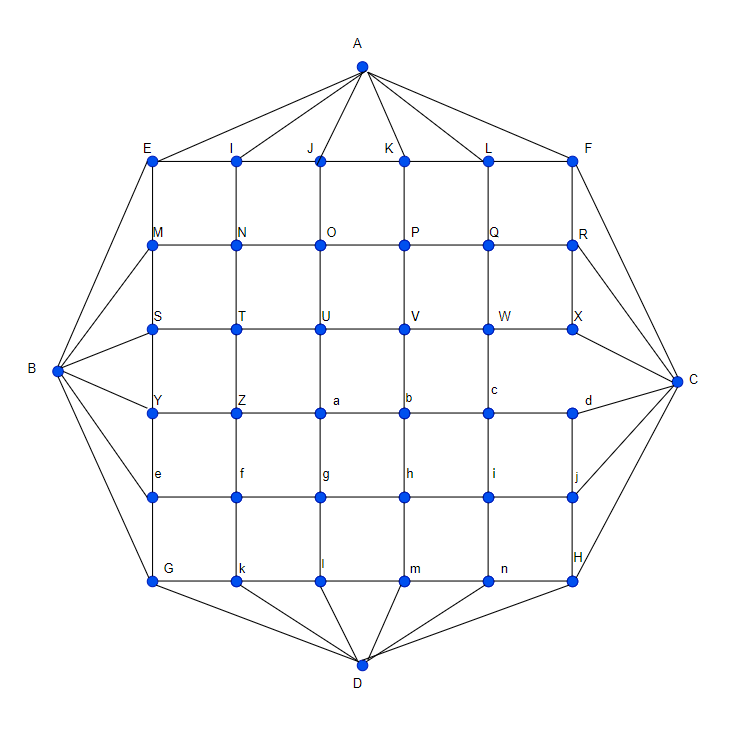 A
E I J K L F
M N O P Q R
S T U V W X
B
C
Y Z a b c d
e f g h i j
G k l m n H
D